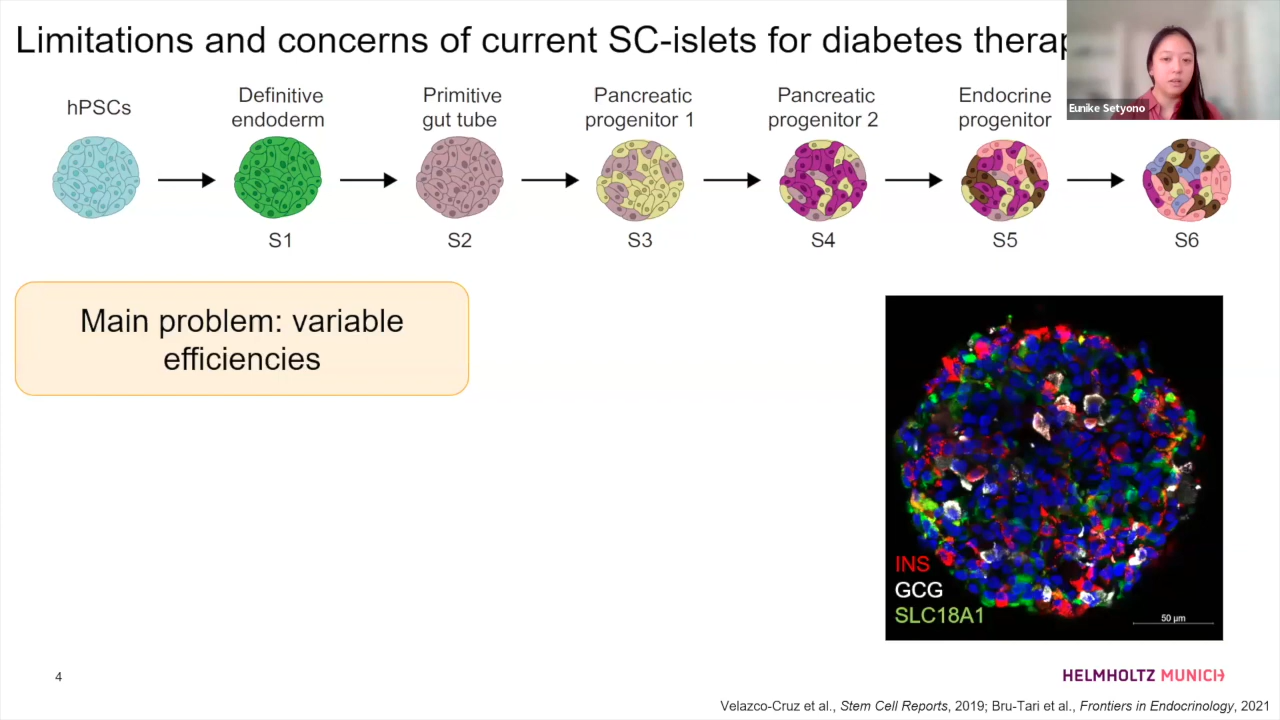 Limitations and concerns of current SC-islets for diabetes
Eunike Setyono
hPSCs
Definitive
endoderm
Primitive
gut tube
Pancreatic
progenitor 1
Pancreatic
progenitor 2
Endocrine
progenitor
S1
S2
S3
S4
S5
S6
Main problem: variable
efficiencies
INS
GCG
SLC18A1
50 µm
4
HELMHOLTZ MUNICH
Velazco-Cruz et al., Stem Cell Reports, 2019; Bru-Tari et al., Frontiers in Endocrinology, 2021